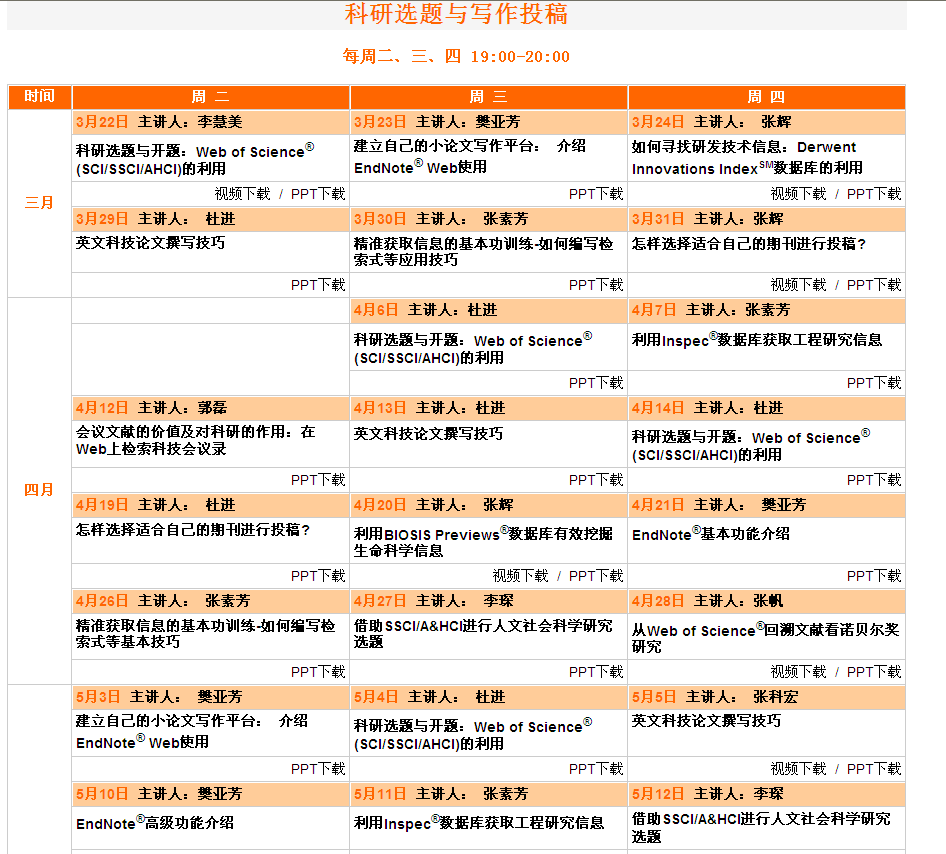 科研选题与写作投稿
每周二、三、四 19:00-20:00
时间 周 二 周 三 周 四
三月
3月22日 主讲人：李慧美 3月23日 主讲人：樊亚芳 3月24日 主讲人： 张辉
科研选题与开题：Web of Science®
(SCI/SSCI/AHCI)的利用
建立自己的小论文写作平台： 介绍
EndNote® Web使用
如何寻找研发技术信息：Derwent
Innovations Index℠数据库的利用
视频下载 / PPT下载 PPT下载 视频下载 / PPT下载
3月29日 主讲人： 杜进 3月30日 主讲人： 张素芳 3月31日 主讲人：张辉
英文科技论文撰写技巧
精准获取信息的基本功训练-如何编写检
索式等应用技巧
怎样选择适合自己的期刊进行投稿？
PPT下载 PPT下载 视频下载 / PPT下载
四月
4月6日 主讲人：杜进 4月7日 主讲人：张素芳
科研选题与开题：Web of Science®
(SCI/SSCI/AHCI)的利用
利用Inspec®数据库获取工程研究信息
PPT下载 PPT下载
4月12日 主讲人：郭磊 4月13日 主讲人：杜进 4月14日 主讲人：杜进
会议文献的价值及对科研的作用：在
Web上检索科技会议录
英文科技论文撰写技巧
科研选题与开题：Web of Science®
(SCI/SSCI/AHCI)的利用
PPT下载 PPT下载 PPT下载
4月19日 主讲人： 杜进 4月20日 主讲人： 张辉 4月21日 主讲人： 樊亚芳
怎样选择适合自己的期刊进行投稿？
利用BIOSIS Previews®数据库有效挖掘
生命科学信息
EndNote®基本功能介绍
PPT下载 视频下载 / PPT下载 PPT下载
4月26日 主讲人： 张素芳 4月27日 主讲人： 李琛 4月28日 主讲人：张帆
精准获取信息的基本功训练-如何编写检
索式等基本技巧
借助SSCI/A&HCI进行人文社会科学研究
选题
从Web of Science®回溯文献看诺贝尔奖
研究
PPT下载 PPT下载 视频下载 / PPT下载
5月3日 主讲人： 樊亚芳 5月4日 主讲人： 杜进 5月5日 主讲人： 张科宏
建立自己的小论文写作平台： 介绍
EndNote® Web使用
科研选题与开题：Web of Science®
(SCI/SSCI/AHCI)的利用
英文科技论文撰写技巧
PPT下载 PPT下载 视频下载 / PPT下载
5月10日 主讲人：樊亚芳 5月11日 主讲人： 张素芳 5月12日 主讲人：李琛
EndNote®高级功能介绍
利用Inspec®数据库获取工程研究信息
借助SSCI/A&HCI进行人文社会科学研究
选题